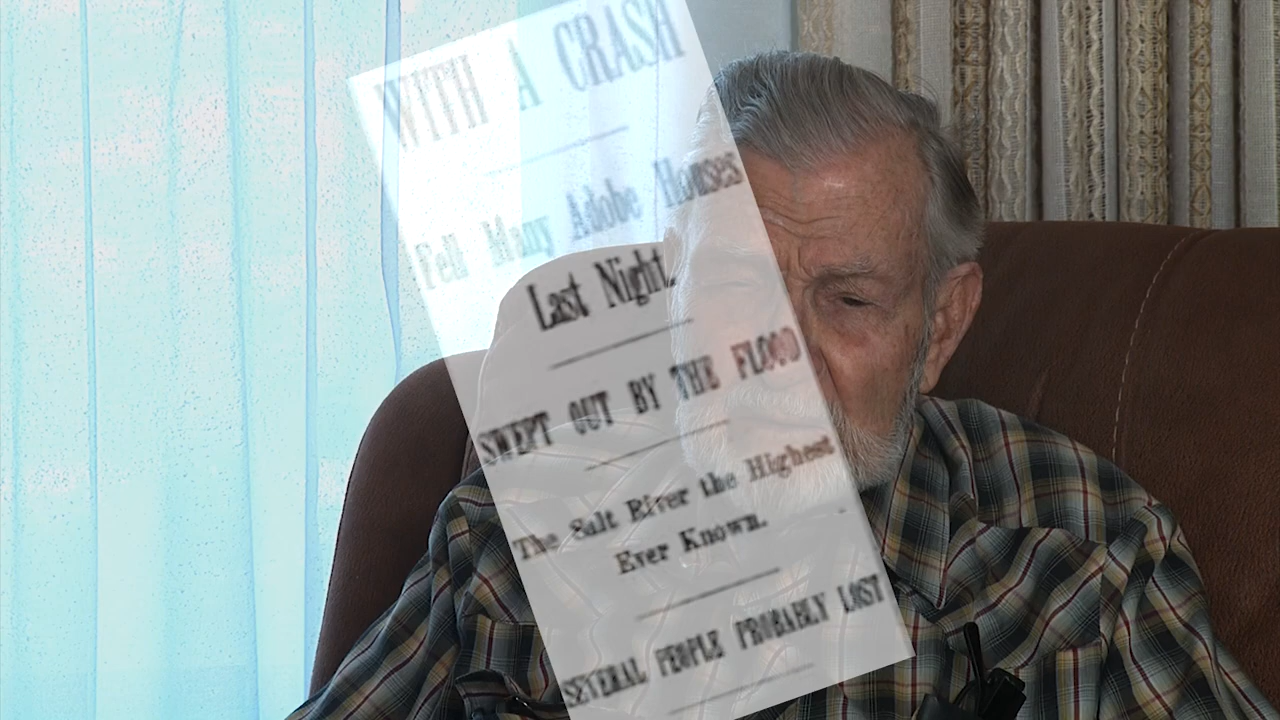 WITH A CRASH
Fell Many Adobe Houses
Last Night.
SWEPT OUT BY THE FLOOD
The Salt River the Highest
Ever Known.
SEVERAL PEOPLE PROBABLY LOST